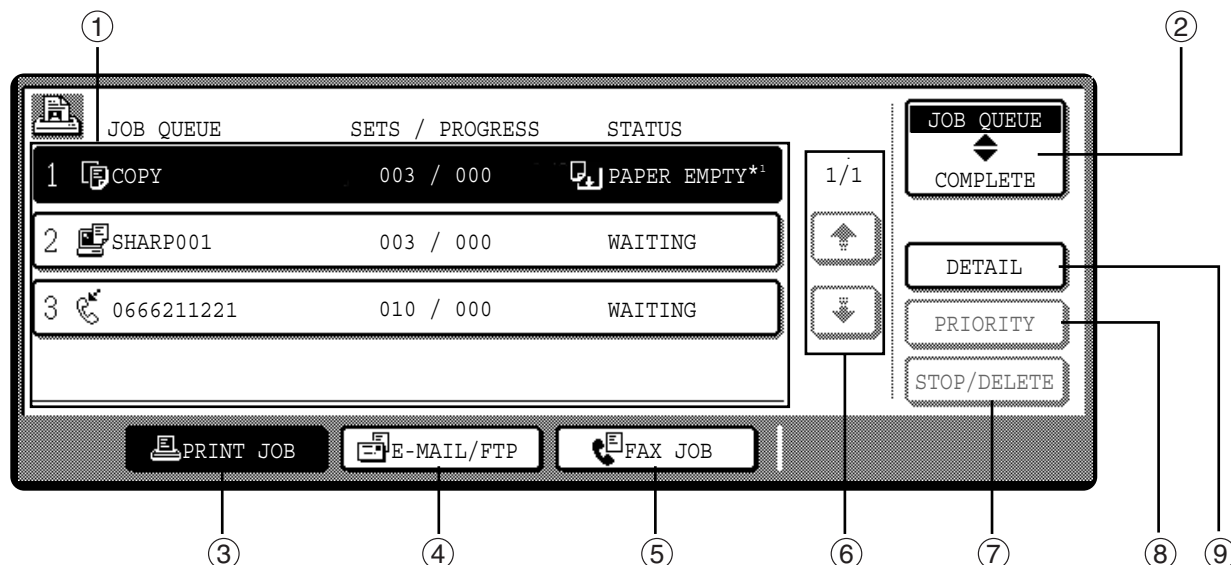 ① ②
JOB QUEUE SETS / PROGRESS STATUS
1 COPY 003 / 000 PAPER EMPTY*1
2 SHARP001 003 / 000 WAITING
3 0666211221 010 / 000 WAITING
1/1
JOB QUEUE
COMPLETE
DETAIL
PRIORITY
STOP/DELETE
PRINT JOB E-MAIL/FTP FAX JOB
③ ④ ⑤ ⑥ ⑦ ⑧ ⑨